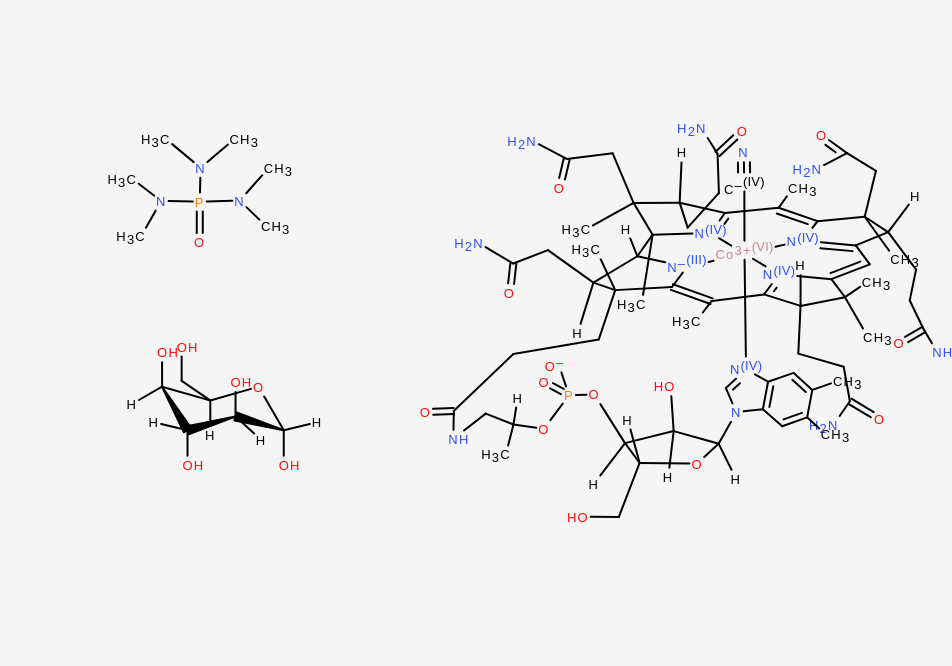 H2N
H2N
O
O
H3C
CH3
H
N
H3C
CH3
N
P
N
O
H3C
CH3
O
H2N
C−(IV)
CH3
H
H3C
H
N(IV)
N(IV)
H2N
H3C
Co3+(VI)
N−(III)
N(IV)
H
CH3
O
H3C
CH3
H3C
CH3
H
O
NH
OH
OH
O−
N(IV)
OH
O
O
P
O
HO
CH3
H
H
O
H
N
H2N
O
H
H
NH
O
H
CH3
H3C
OH
OH
H
O
H
H
HO